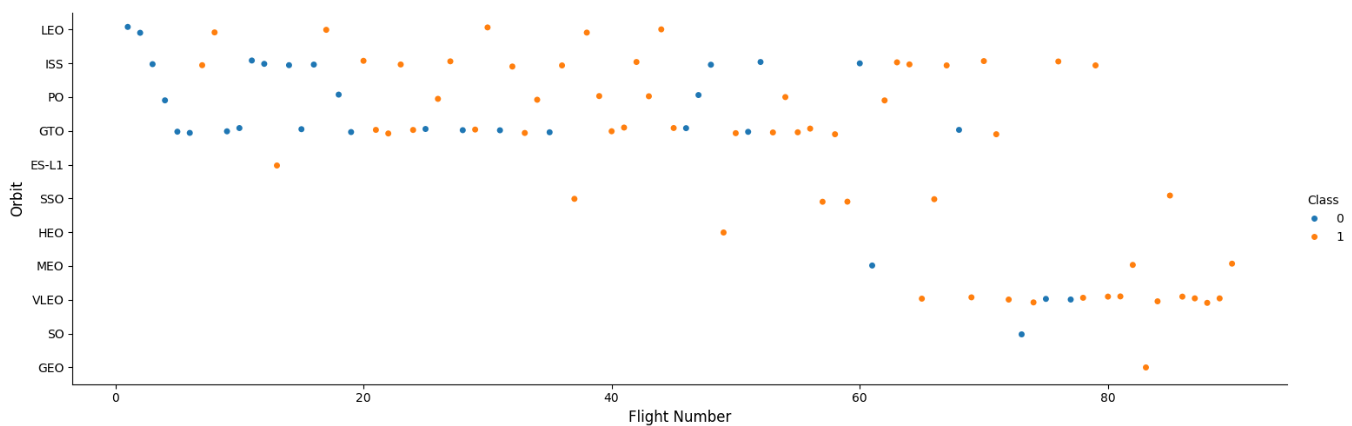 LEO
ISS
PO
GTO
ES-L1
SSO
HEO
MEO
VLEO
SO
GEO
Orbit
0 20 40 60 80
Flight Number
Class
0
1